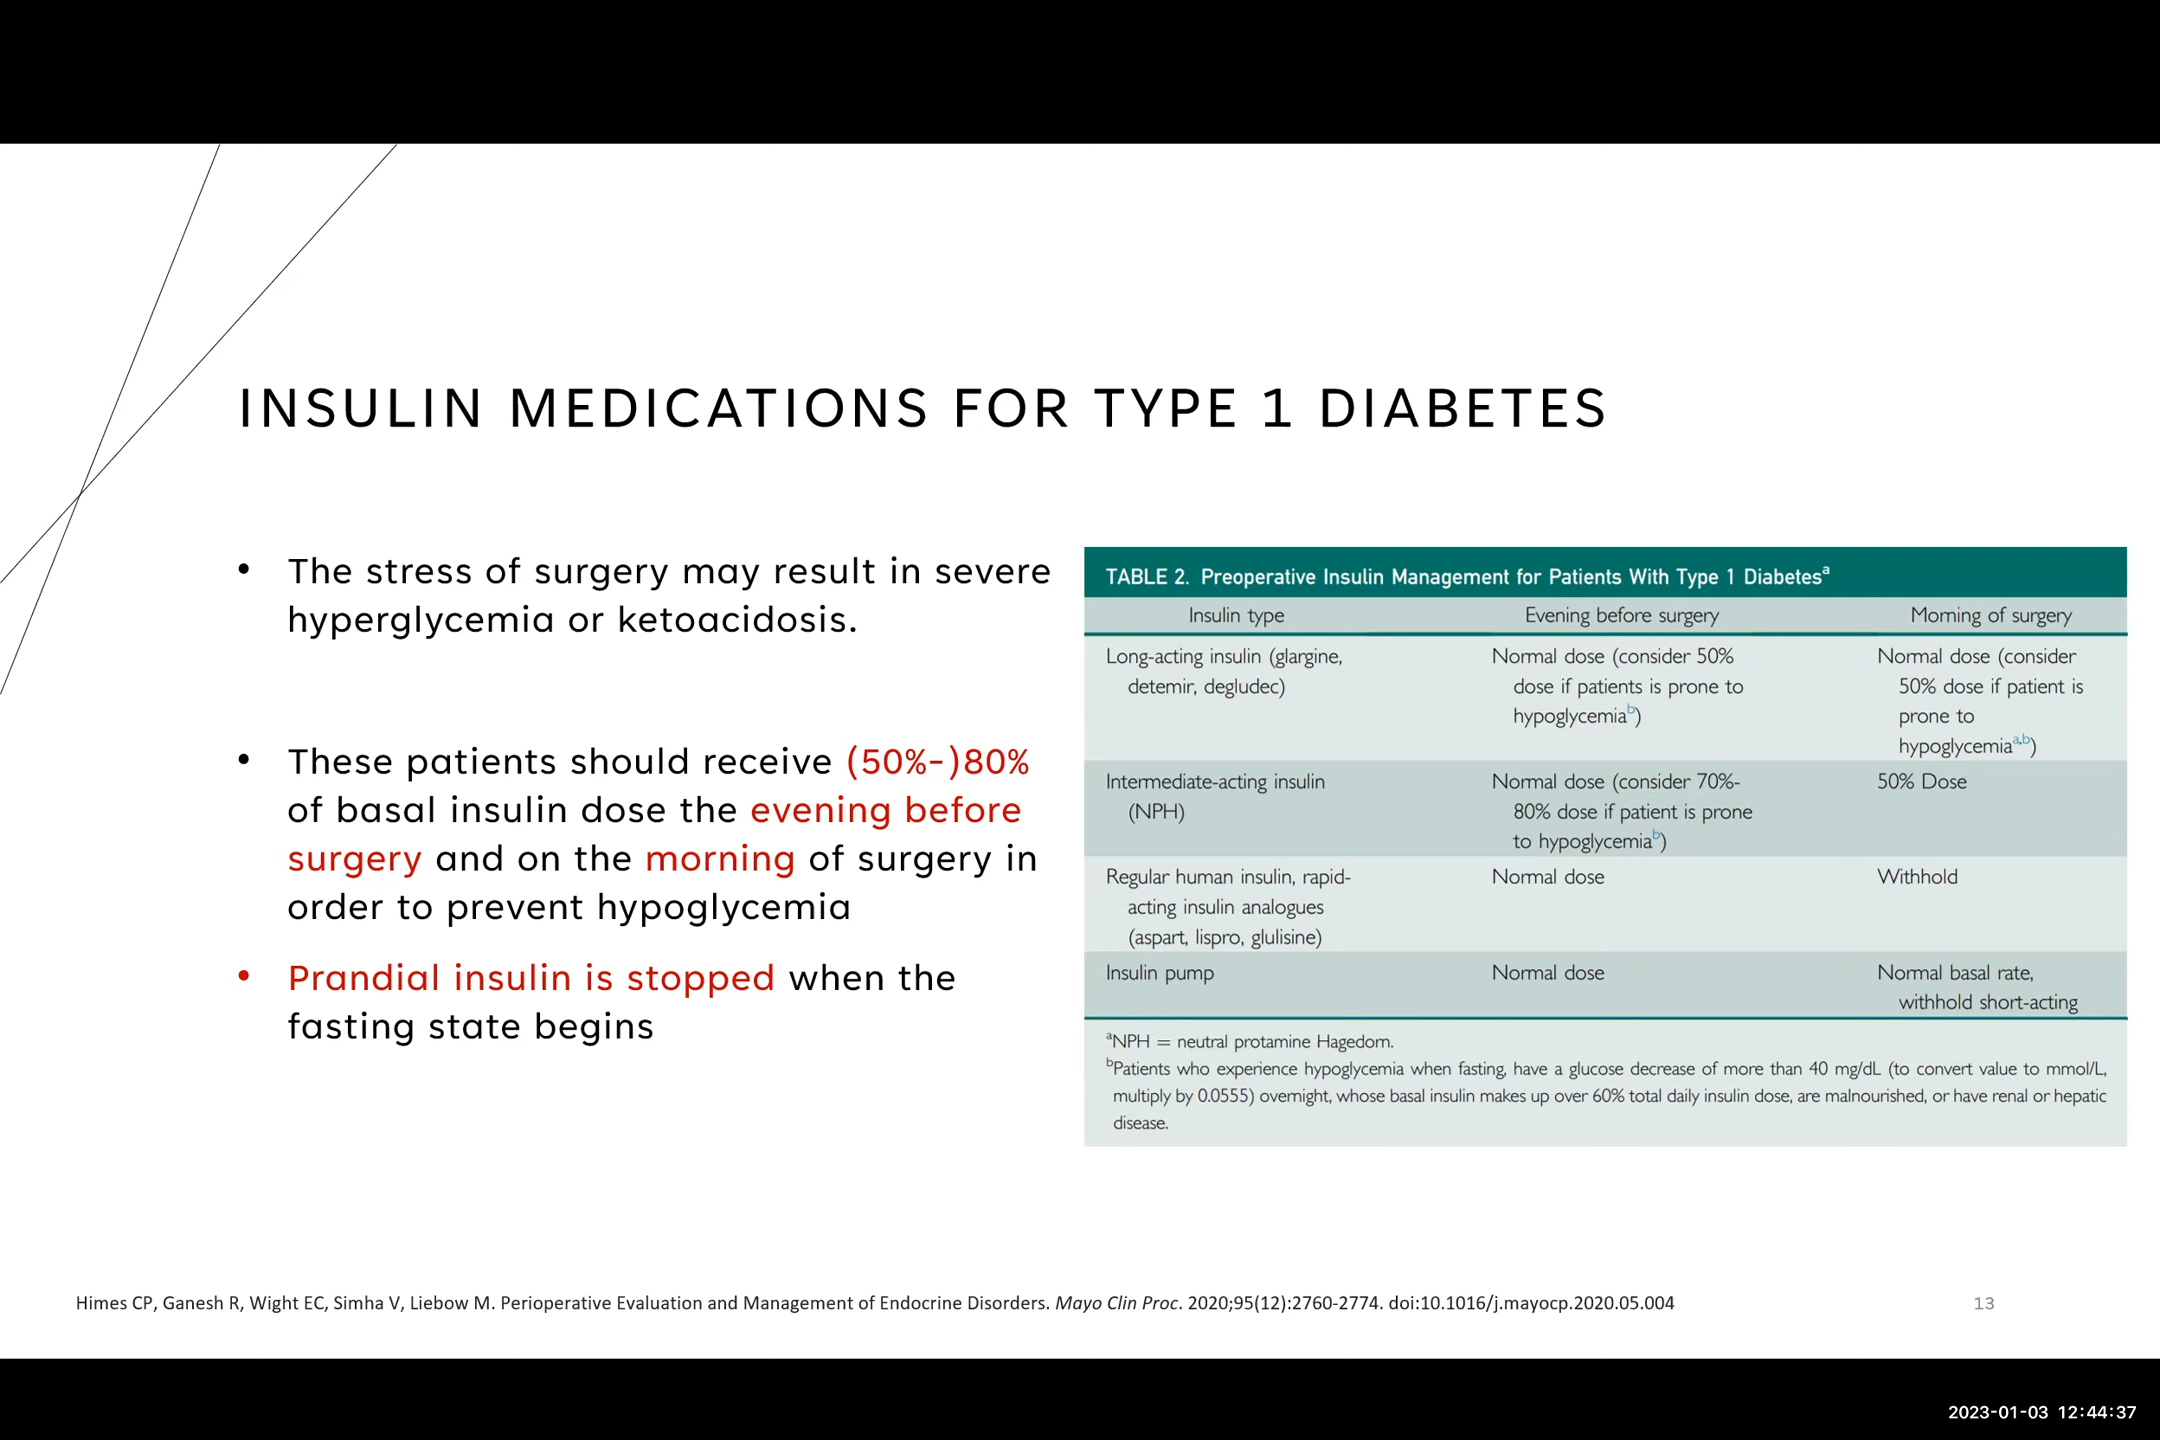 INSULIN MEDICATIONS FOR TYPE 1 DIABETES
• The stress of surgery may result in severe
hyperglycemia or ketoacidosis.
• These patients should receive (50%-)80%
of basal insulin dose the evening before
surgery and on the morning of surgery in
order to prevent hypoglycemia
• Prandial insulin is stopped when the
fasting state begins
TABLE 2. Preoperative Insulin Management for Patients With Type 1 Diabetesᵃ
Insulin type Evening before surgery Morning of surgery
Long-acting insulin (glargine, Normal dose (consider 50% Normal dose (consider
detemir, degludec) dose if patients is prone to 50% dose if patient is
hypoglycemiaᵇ) prone to
hypoglycemiaᵃ,ᵇ)
Intermediate-acting insulin Normal dose (consider 70%- 50% Dose
(NPH) 80% dose if patient is prone
to hypoglycemiaᵇ)
Regular human insulin, rapid- Normal dose Withhold
acting insulin analogues
(aspart, lispro, glulisine)
Insulin pump Normal dose Normal basal rate,
withhold short-acting
ᵃNPH = neutral protamine Hagedorn.
ᵇPatients who experience hypoglycemia when fasting, have a glucose decrease of more than 40 mg/dL (to convert value to mmol/L,
multiply by 0.0555) overnight, whose basal insulin makes up over 60% total daily insulin dose, are malnourished, or have renal or hepatic
disease.
Himes CP, Ganesh R, Wight EC, Simha V, Liebow M. Perioperative Evaluation and Management of Endocrine Disorders. Mayo Clin Proc. 2020;95(12):2760-2774. doi:10.1016/j.mayocp.2020.05.004
13
2023-01-03 12:44:37